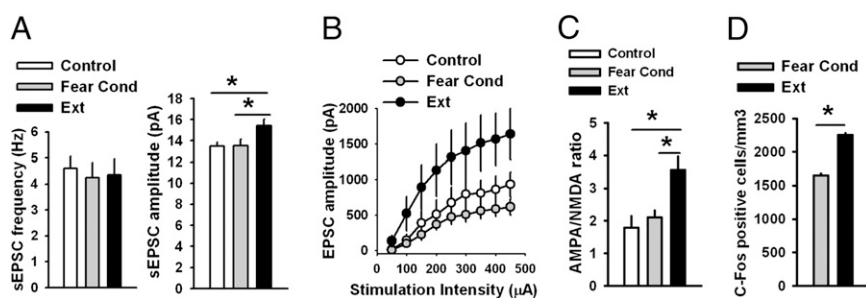 A
Control
Fear Cond
Ext
sEPSC frequency (Hz)
6
5
4
3
2
1
0
*
*
sEPSC amplitude (pA)
18
16
14
12
10
8
6
4
2
0
B
Control
Fear Cond
Ext
EPSC amplitude (pA)
2000
1500
1000
500
0
0 100 200 300 400 500
Stimulation Intensity (µA)
C
Control
Fear Cond
Ext
*
*
AMPA/NMDA ratio
5
4
3
2
1
0
D
Fear Cond
Ext
*
C-Fos positive cells/mm3
2500
2000
1500
1000
500
0